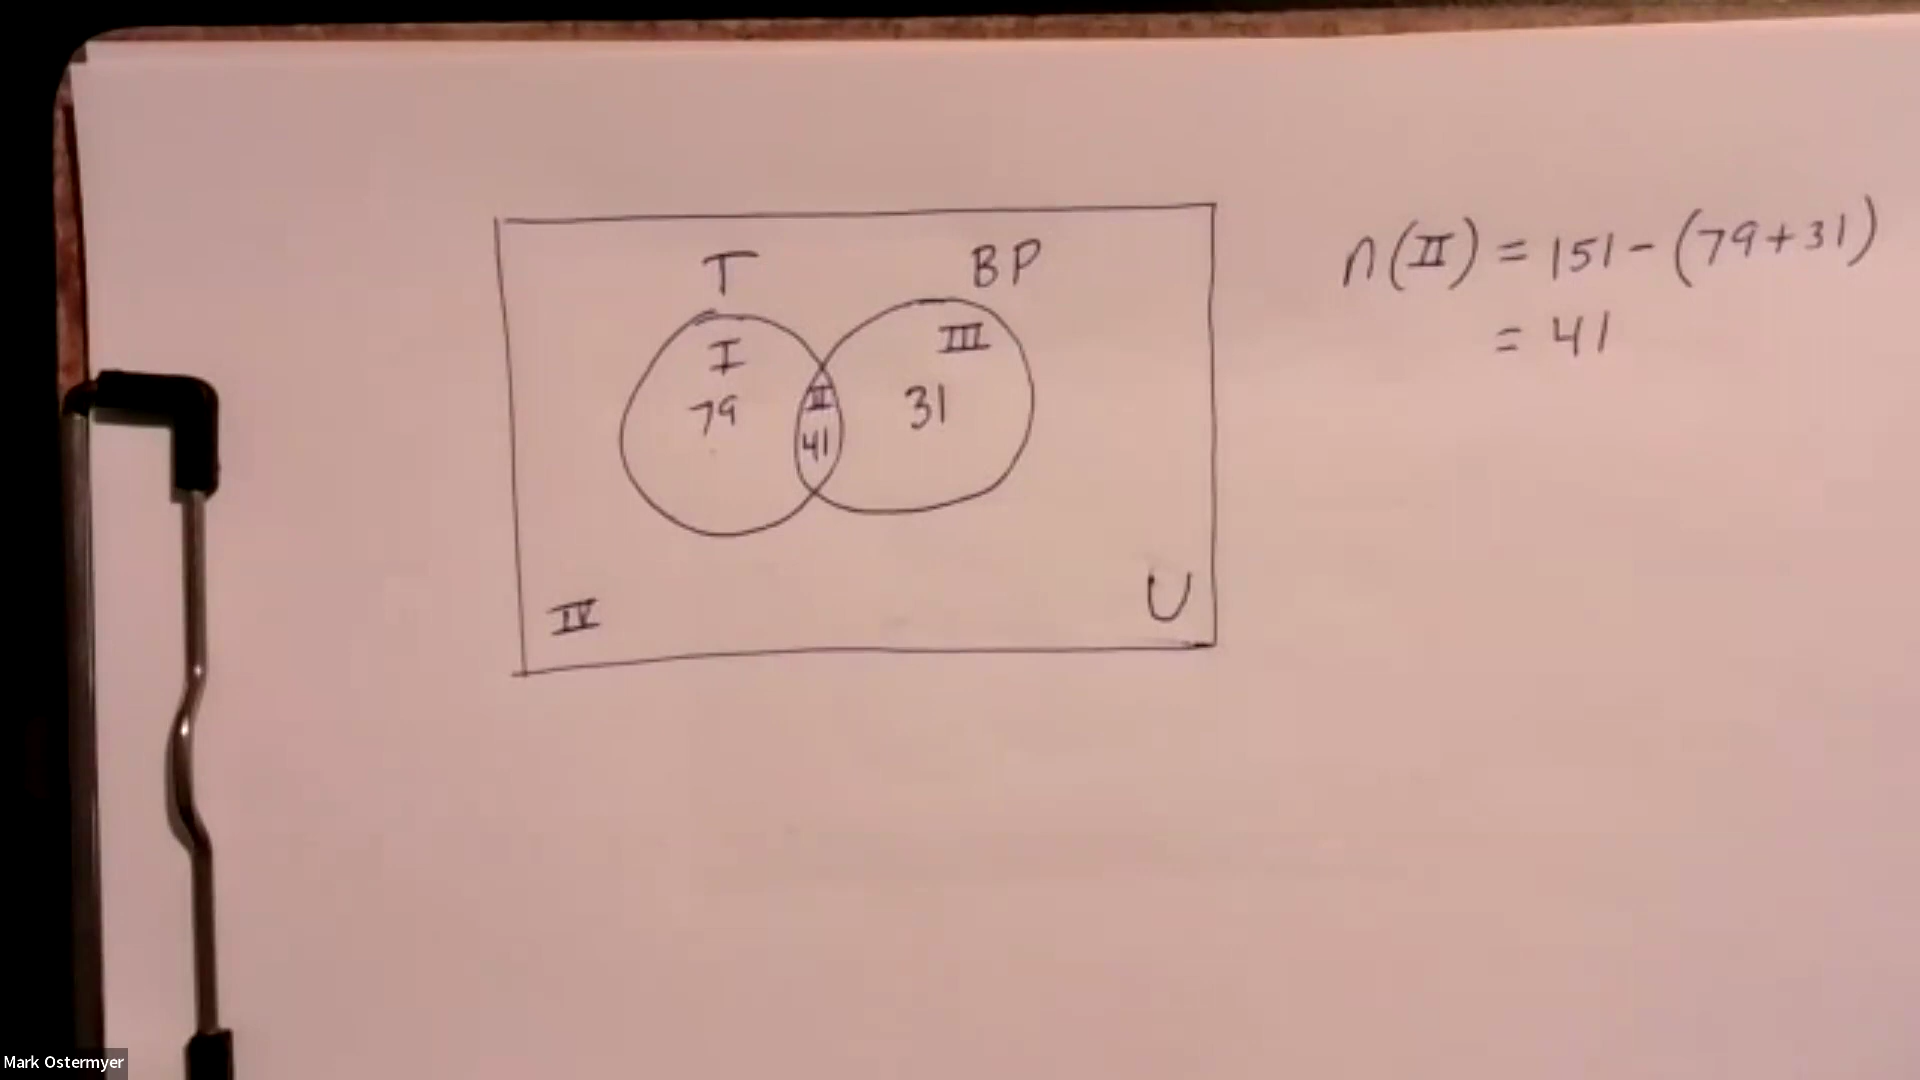 T
BP
I
III
79
II
31
41
IV
U
n(II) = 151 - (79 + 31)
= 41
Mark Ostermyer